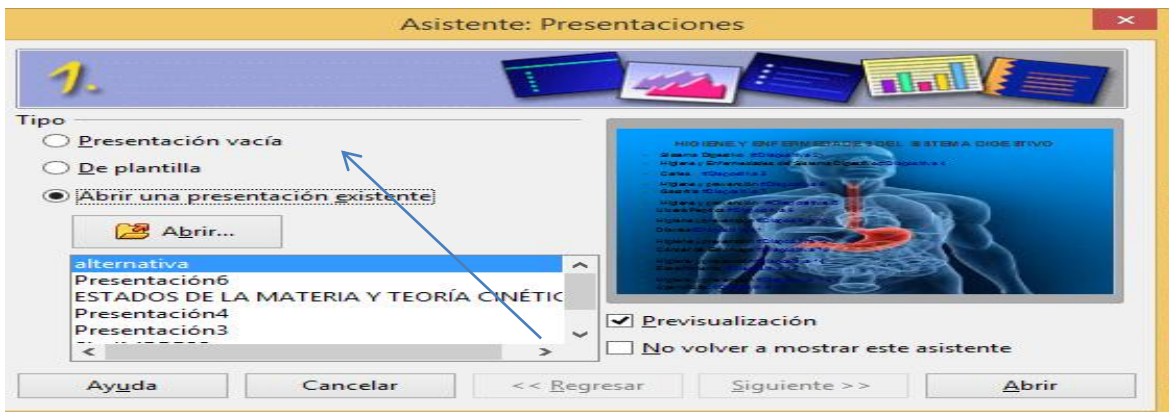 Asistente: Presentaciones
1.
Tipo
Presentación vacía
De plantilla
Abrir una presentación existente
Abrir...
alternativa
Presentación6
ESTADOS DE LA MATERIA Y TEORÍA CINÉTIC
Presentación4
Presentación3
HIGIENE Y ENFERMEDADES DEL SISTEMA DIGESTIVO
Previsualización
No volver a mostrar este asistente
Ayuda
Cancelar
<< Regresar
Siguiente >>
Abrir